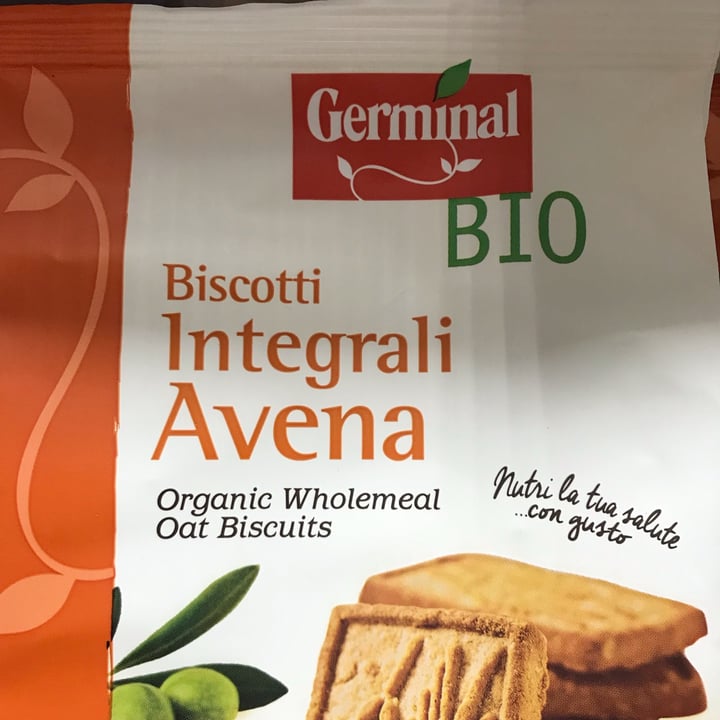 Germinal
BIO
Biscotti
Integrali
Avena
Organic Wholemeal
Oat Biscuits
Nutri la tua salute
...con gusto